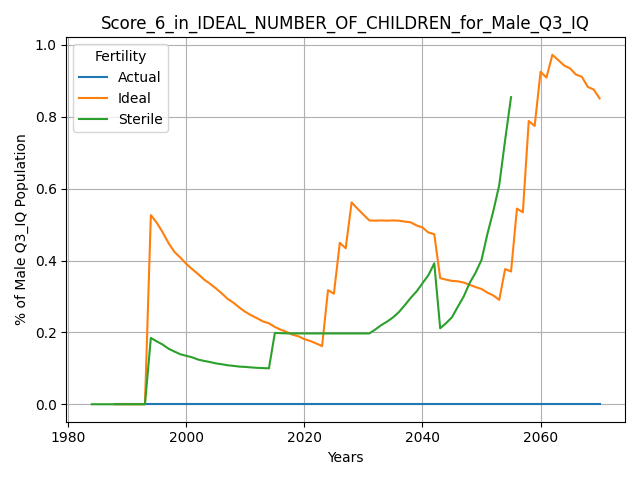 Score_6_in_IDEAL_NUMBER_OF_CHILDREN_for_Male_Q3_IQ
Fertility
Actual
Ideal
Sterile
% of Male Q3_IQ Population
1.0
0.8
0.6
0.4
0.2
0.0
1980 2000 2020 2040 2060
Years